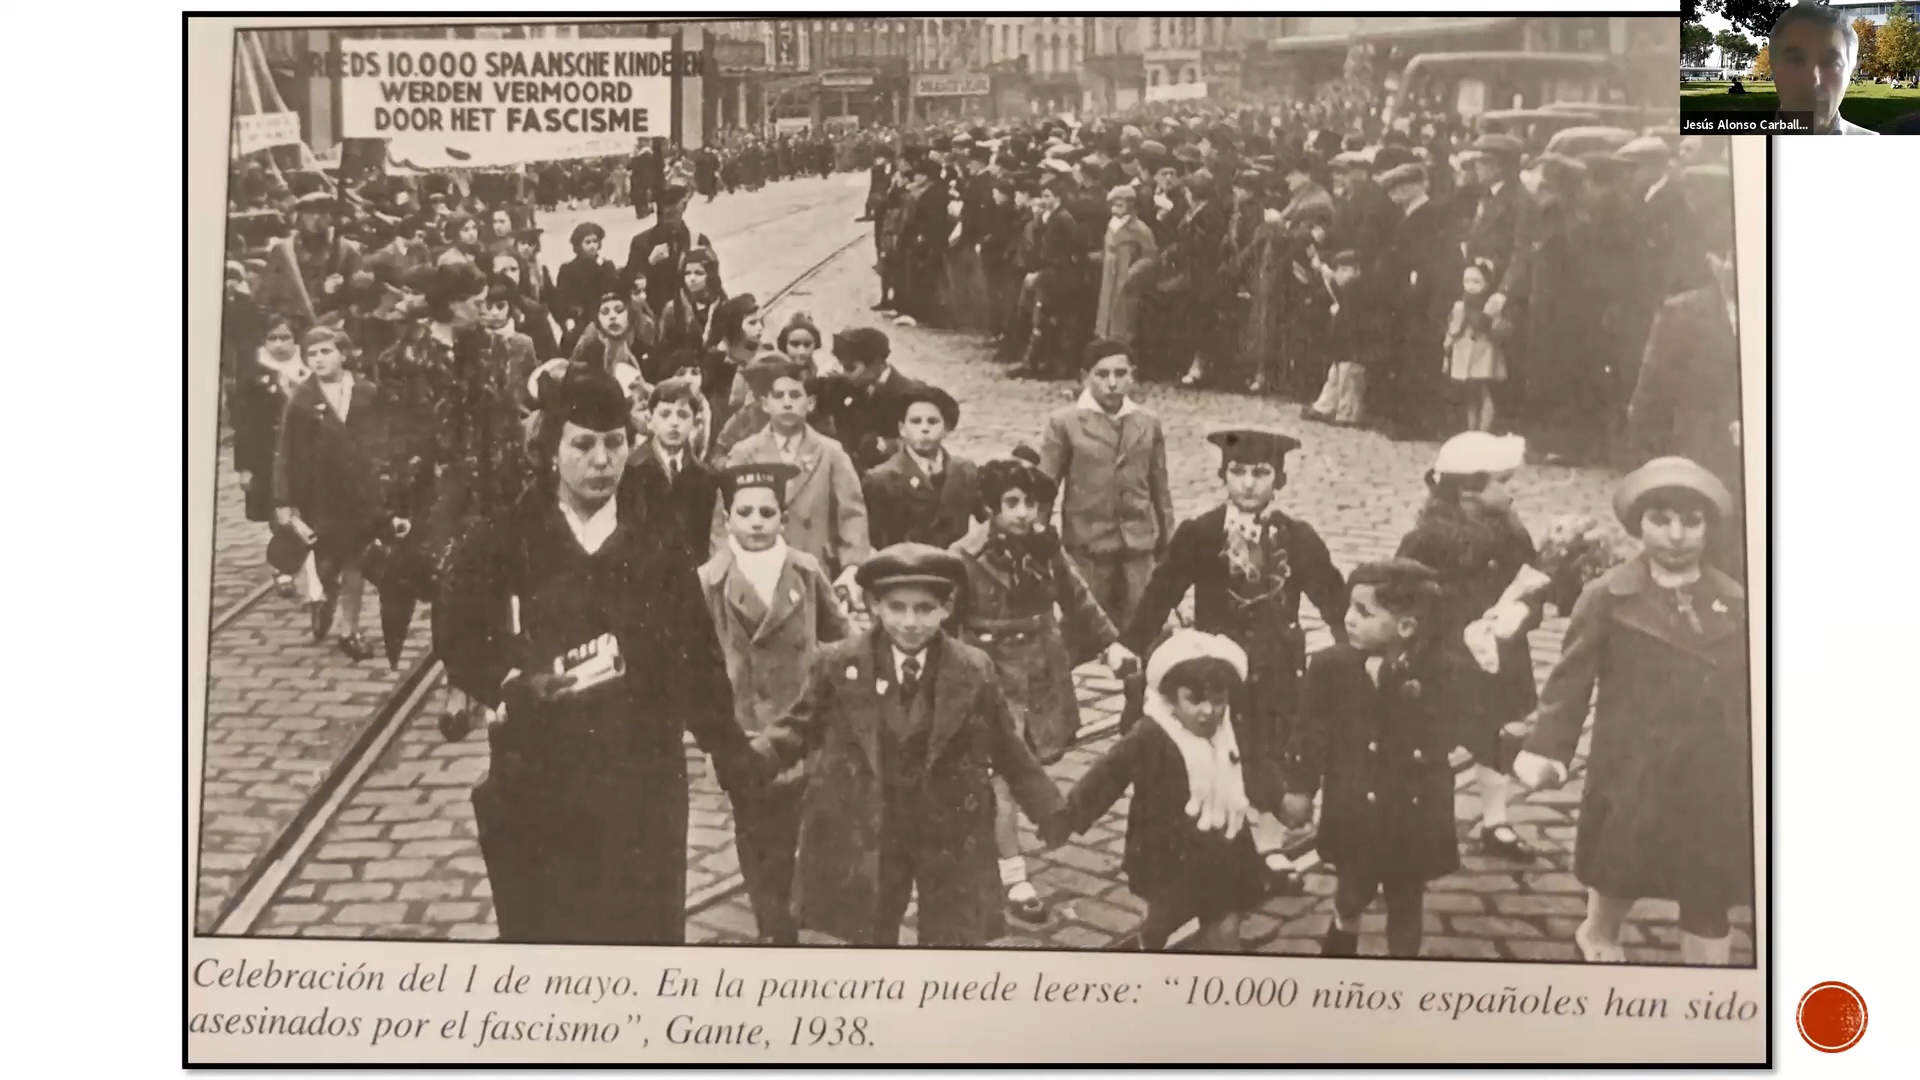 REEDS 10.000 SPAANSCHE KINDEREN
WERDEN VERMOORD
DOOR HET FASCISME
Jesús Alonso Carball...
Celebración del 1 de mayo. En la pancarta puede leerse: “10.000 niños españoles han sido
asesinados por el fascismo”, Gante, 1938.